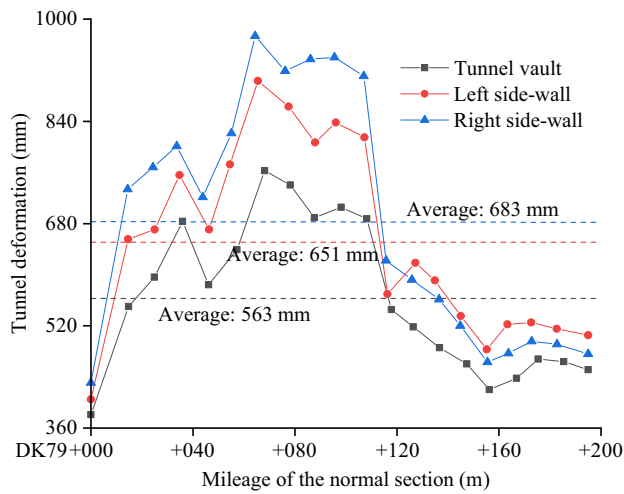 1000
840
680
520
360
Tunnel deformation (mm)
Tunnel vault
Left side-wall
Right side-wall
Average: 683 mm
Average: 651 mm
Average: 563 mm
DK79+000 +040 +080 +120 +160 +200
Mileage of the normal section (m)